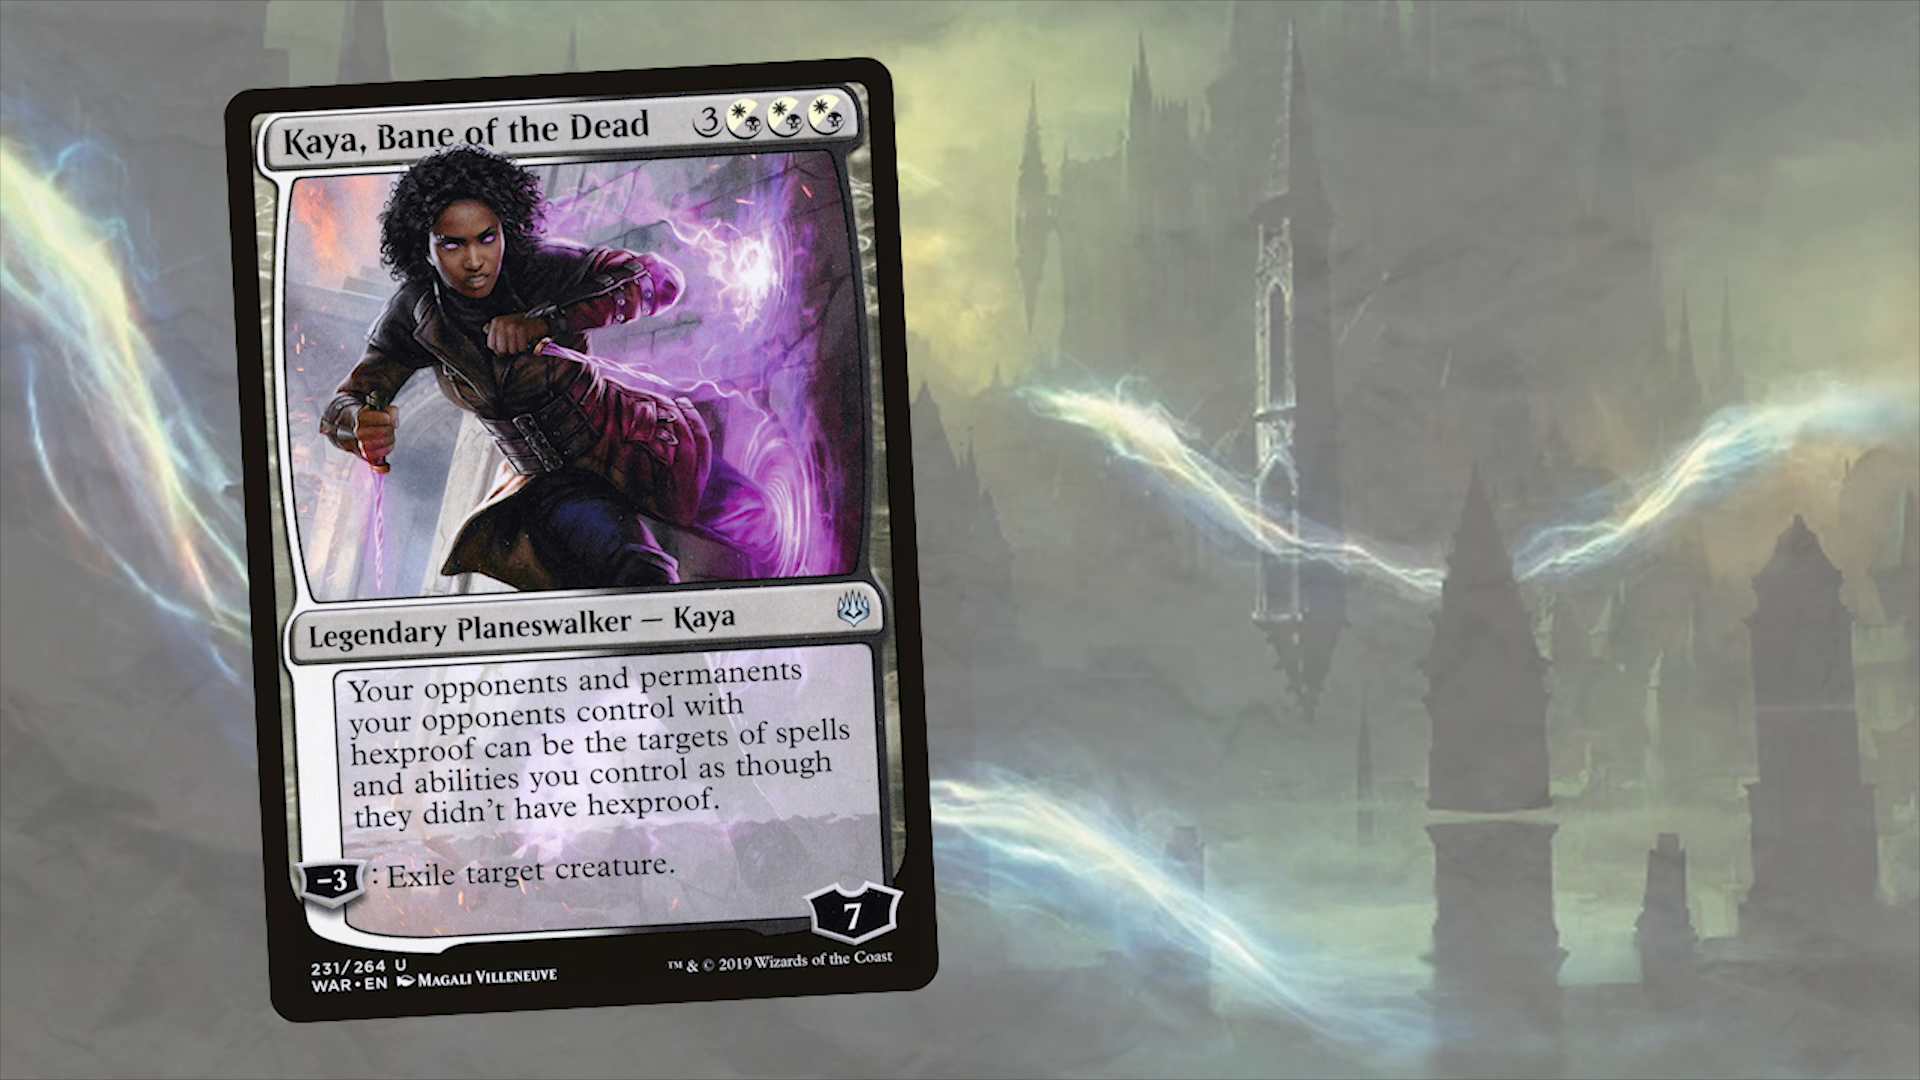 Kaya, Bane of the Dead 3
Legendary Planeswalker — Kaya
Your opponents and permanents
your opponents control with
hexproof can be the targets of spells
and abilities you control as though
they didn't have hexproof.
−3 : Exile target creature.
7
231/264 U
WAR • EN MAGALI VILLENEUVE
™ & © 2019 Wizards of the Coast